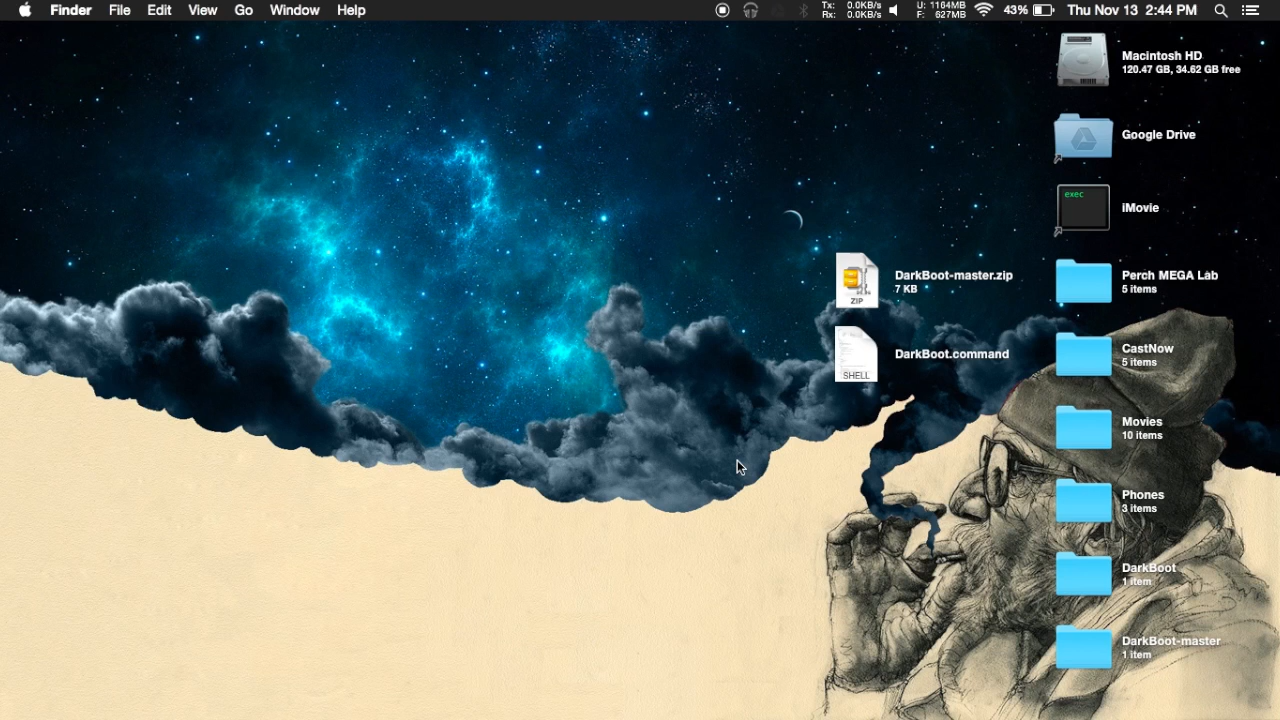 Finder File Edit View Go Window Help
Tx: 0.0KB/s
Rx: 0.0KB/s
U: 1164MB
F: 627MB
43%
Thu Nov 13 2:44 PM
Macintosh HD
120.47 GB, 34.62 GB free
Google Drive
exec
iMovie
DarkBoot-master.zip
7 KB
ZIP
Perch MEGA Lab
5 items
DarkBoot.command
SHELL
CastNow
5 items
Movies
10 items
Phones
3 items
DarkBoot
1 item
DarkBoot-master
1 item